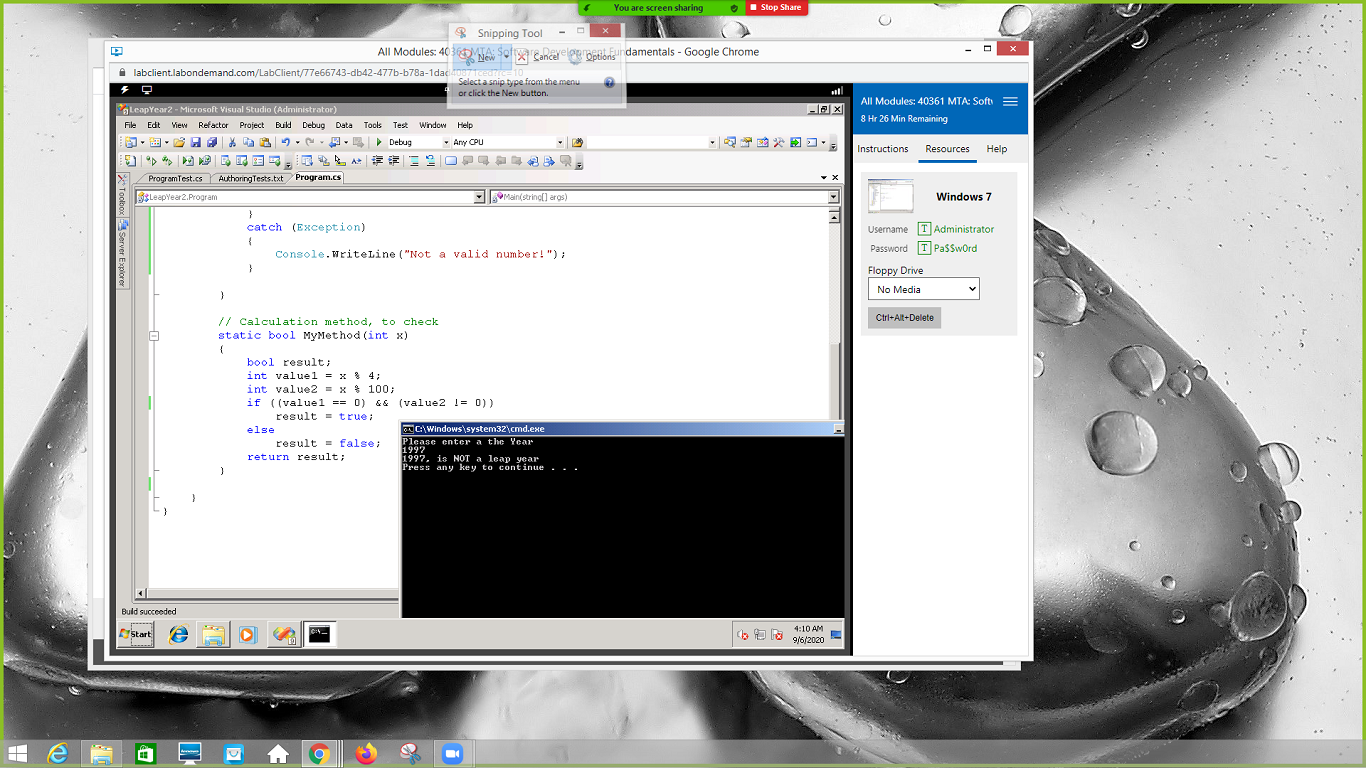 You are screen sharing
Stop Share
Snipping Tool
New
Cancel
Options
Select a snip type from the menu
or click the New button.
All Modules: 40361 MTA: Software Development Fundamentals - Google Chrome
labclient.labondemand.com/LabClient/77e66743-db42-477b-b78a-1dad40871ced?rc=10
LeapYear2 - Microsoft Visual Studio (Administrator)
File Edit View Refactor Project Build Debug Data Tools Test Window Help
Debug Any CPU
ProgramTest.cs AuthoringTests.txt Program.cs
LeapYear2.Program Main(string[] args)
Toolbox
Server Explorer
}
catch (Exception)
{
Console.WriteLine("Not a valid number!");
}
}
// Calculation method, to check
static bool MyMethod(int x)
{
bool result;
int value1 = x % 4;
int value2 = x % 100;
if ((value1 == 0) && (value2 != 0))
result = true;
else
result = false;
return result;
}
}
}
C:\Windows\system32\cmd.exe
Please enter a the Year
1997
1997, is NOT a leap year
Press any key to continue . . .
Build succeeded
Start
4:10 AM
9/6/2020
All Modules: 40361 MTA: Softw
8 Hr 26 Min Remaining
Instructions Resources Help
Windows 7
Username T Administrator
Password T Pa$$w0rd
Floppy Drive
No Media
Ctrl+Alt+Delete